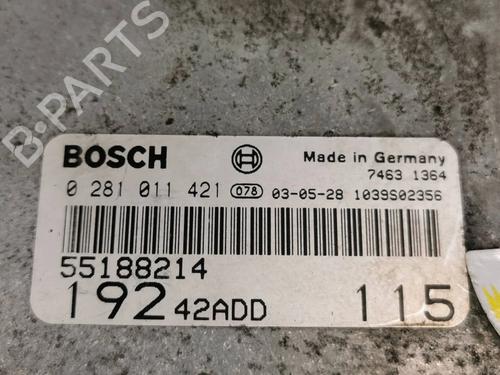 B-PARTS
BOSCH
Made in Germany
7463 1364
0 281 011 421 078 03-05-28 1039S02356
55188214
192 42ADD 115